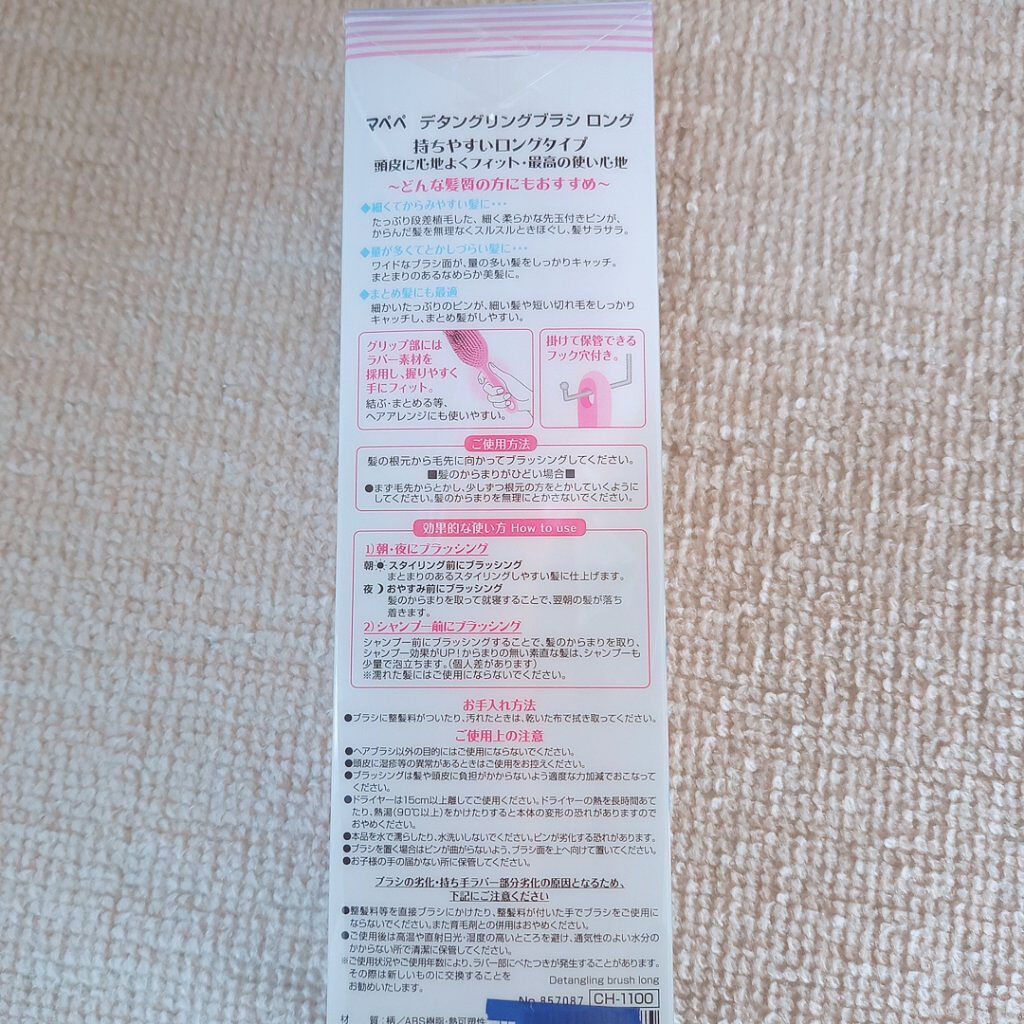 マペペ デタングリングブラシ ロング
持ちやすいロングタイプ
頭皮に心地よくフィット・最高の使い心地
〜どんな髪質の方にもおすすめ〜
◆細くてからみやすい髪に・・・
たっぷり段差植毛した、細く柔らかな先玉付きピンが、
からんだ髪を無理なくスルスルときほぐし、髪サラサラ。
◆量が多くてとかしづらい髪に・・・
ワイドなブラシ面が、量の多い髪をしっかりキャッチ。
まとまりのあるなめらか美髪に。
◆まとめ髪にも最適
細かいたっぷりのピンが、細い髪や短い切れ毛をしっかり
キャッチし、まとめ髪がしやすい。
グリップ部には
ラバー素材を
採用し、握りやすく
手にフィット。
結ぶ・まとめる等、
ヘアアレンジにも使いやすい。
掛けて保管できる
フック穴付き。
ご使用方法
髪の根元から毛先に向かってブラッシングしてください。
■髪のからまりがひどい場合■
●まず毛先からとかし、少しずつ根元の方をとかしていくように
してください。髪のからまりを無理にとかさないでください。
効果的な使い方 How to use
1)朝・夜にブラッシング
朝 スタイリング前にブラッシング
まとまりのあるスタイリングしやすい髪に仕上げます。
夜 おやすみ前にブラッシング
髪のからまりを取って就寝することで、翌朝の髪が落ち
着きます。
2)シャンプー前にブラッシング
シャンプー前にブラッシングすることで、髪のからまりを取り、
シャンプー効果がUP!からまりの無い素直な髪は、シャンプーも
少量で泡立ちます。(個人差があります)
※濡れた髪にはご使用にならないでください。
お手入れ方法
●ブラシに整髪料がついたり、汚れたときは、乾いた布で拭き取ってください。
ご使用上の注意
●ヘアブラシ以外の目的にはご使用にならないでください。
●頭皮に湿疹等の異常があるときはご使用をお控えください。
●ブラッシングは髪や頭皮に負担がかからないよう適度な力加減でおこなって
ください。
●ドライヤーは15cm以上離してご使用ください。ドライヤーの熱を長時間あて
たり、熱湯(90℃以上)をかけたりすると本体の変形の恐れがありますので
おやめください。
●本品を水で濡らしたり、水洗いしないでください。ピンが劣化する恐れがあります。
●ブラシを置く場合はピンが曲がらないよう、ブラシ面を上へ向けて置いてください。
●お子様の手の届かない所に保管してください。
ブラシの劣化・持ち手ラバー部分劣化の原因となるため、
下記にご注意ください
●整髪料等を直接ブラシにかけたり、整髪料が付いた手でブラシをご使用に
ならないでください。また育毛剤との併用はおやめください。
●ご使用後は高温や直射日光・湿度の高いところを避け、通気性のよい水分の
かからない所で清潔に保管してください。
※ご使用状況やご使用年数により、ラバー部にべたつきが発生することがあります。
その際は新しいものに交換することを
お勧めいたします。
Detangling brush long
No.857087 CH-1100
材 質:柄/ABS樹脂・熱可塑性